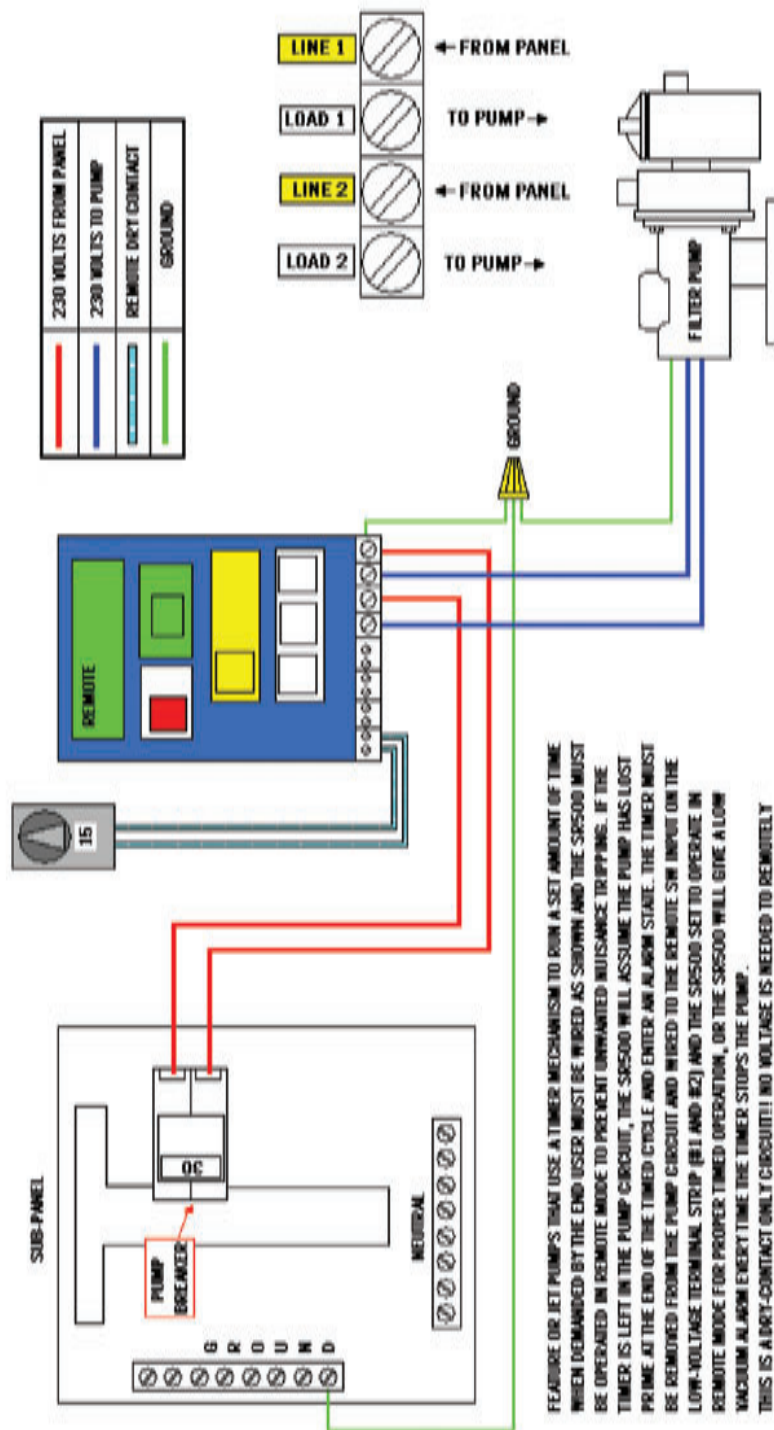 SUB-PANEL
PUMP
BREAKER
30
G
R
O
U
N
D
NEUTRAL
15
REMOTE
230 VOLTS FROM PANEL
230 VOLTS TO PUMP
REMOTE DRY CONTACT
GROUND
LOAD 2
LINE 2
LOAD 1
LINE 1
TO PUMP→
←FROM PANEL
TO PUMP→
←FROM PANEL
GROUND
FILTER PUMP
FEATURE OR JET PUMPS THAT USE A TIMER MECHANISM TO RUN A SET AMOUNT OF TIME
WHEN DEMANDED BY THE END USER MUST BE WIRED AS SHOWN AND THE SR500 MUST
BE OPERATED IN REMOTE MODE TO PREVENT UNWANTED NUISANCE TRIPPING. IF THE
TIMER IS LEFT IN THE PUMP CIRCUIT, THE SR500 WILL ASSUME THE PUMP HAS LOST
PRIME AT THE END OF THE TIMED CYCLE AND ENTER AN ALARM STATE. THE TIMER MUST
BE REMOVED FROM THE PUMP CIRCUIT AND WIRED TO THE REMOTE SW INPUT ON THE
LOW-VOLTAGE TERMINAL STRIP (#1 AND #2) AND THE SR500 SET TO OPERATE IN
REMOTE MODE FOR PROPER TIMED OPERATION, OR THE SR500 WILL GIVE A LOW
VACUUM ALARM EVERY TIME THE TIMER STOPS THE PUMP.
THIS IS A DRY-CONTACT ONLY CIRCUIT!! NO VOLTAGE IS NEEDED TO REMOTELY